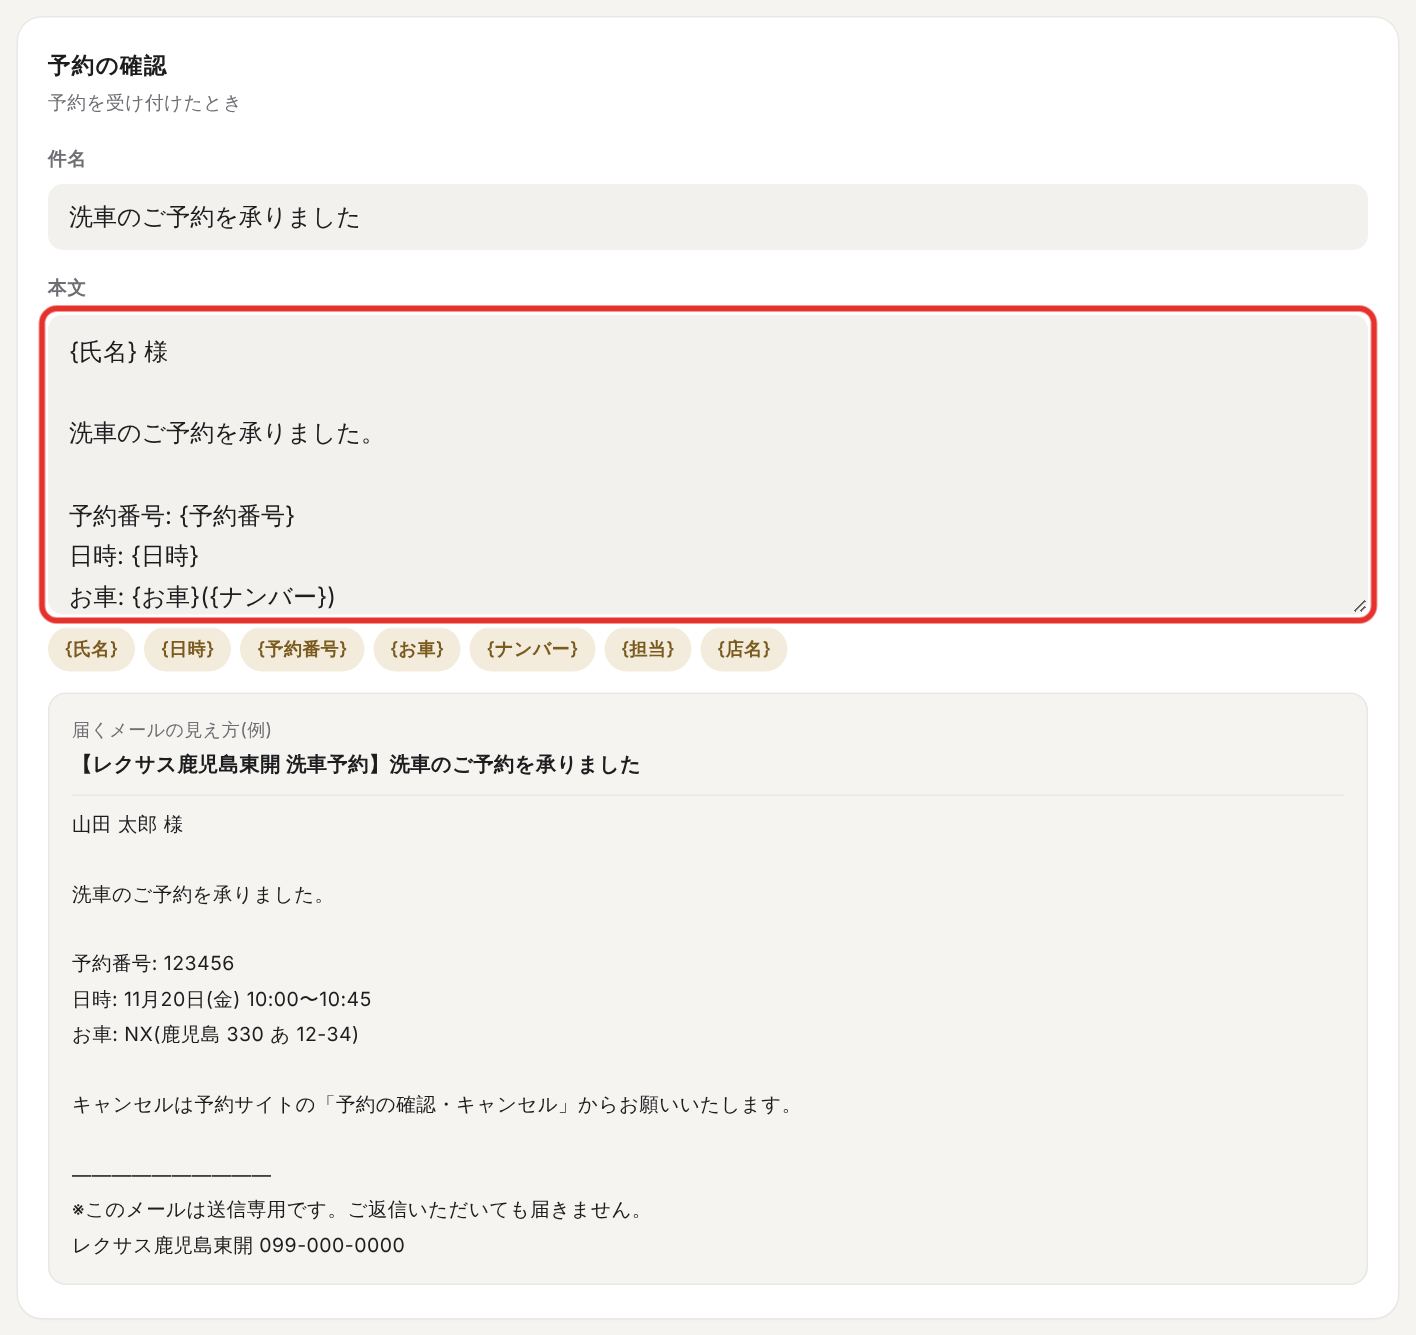 予約の確認
予約を受け付けたとき
件名
洗車のご予約を承りました
本文
{氏名} 様
洗車のご予約を承りました。
予約番号: {予約番号}
日時: {日時}
お車: {お車}({ナンバー})
{氏名} {日時} {予約番号} {お車} {ナンバー} {担当} {店名}
届くメールの見え方(例)
【レクサス鹿児島東開 洗車予約】洗車のご予約を承りました
山田 太郎 様
洗車のご予約を承りました。
予約番号: 123456
日時: 11月20日(金) 10:00〜10:45
お車: NX(鹿児島 330 あ 12-34)
キャンセルは予約サイトの「予約の確認・キャンセル」からお願いいたします。
――――――――――
※このメールは送信専用です。ご返信いただいても届きません。
レクサス鹿児島東開 099-000-0000